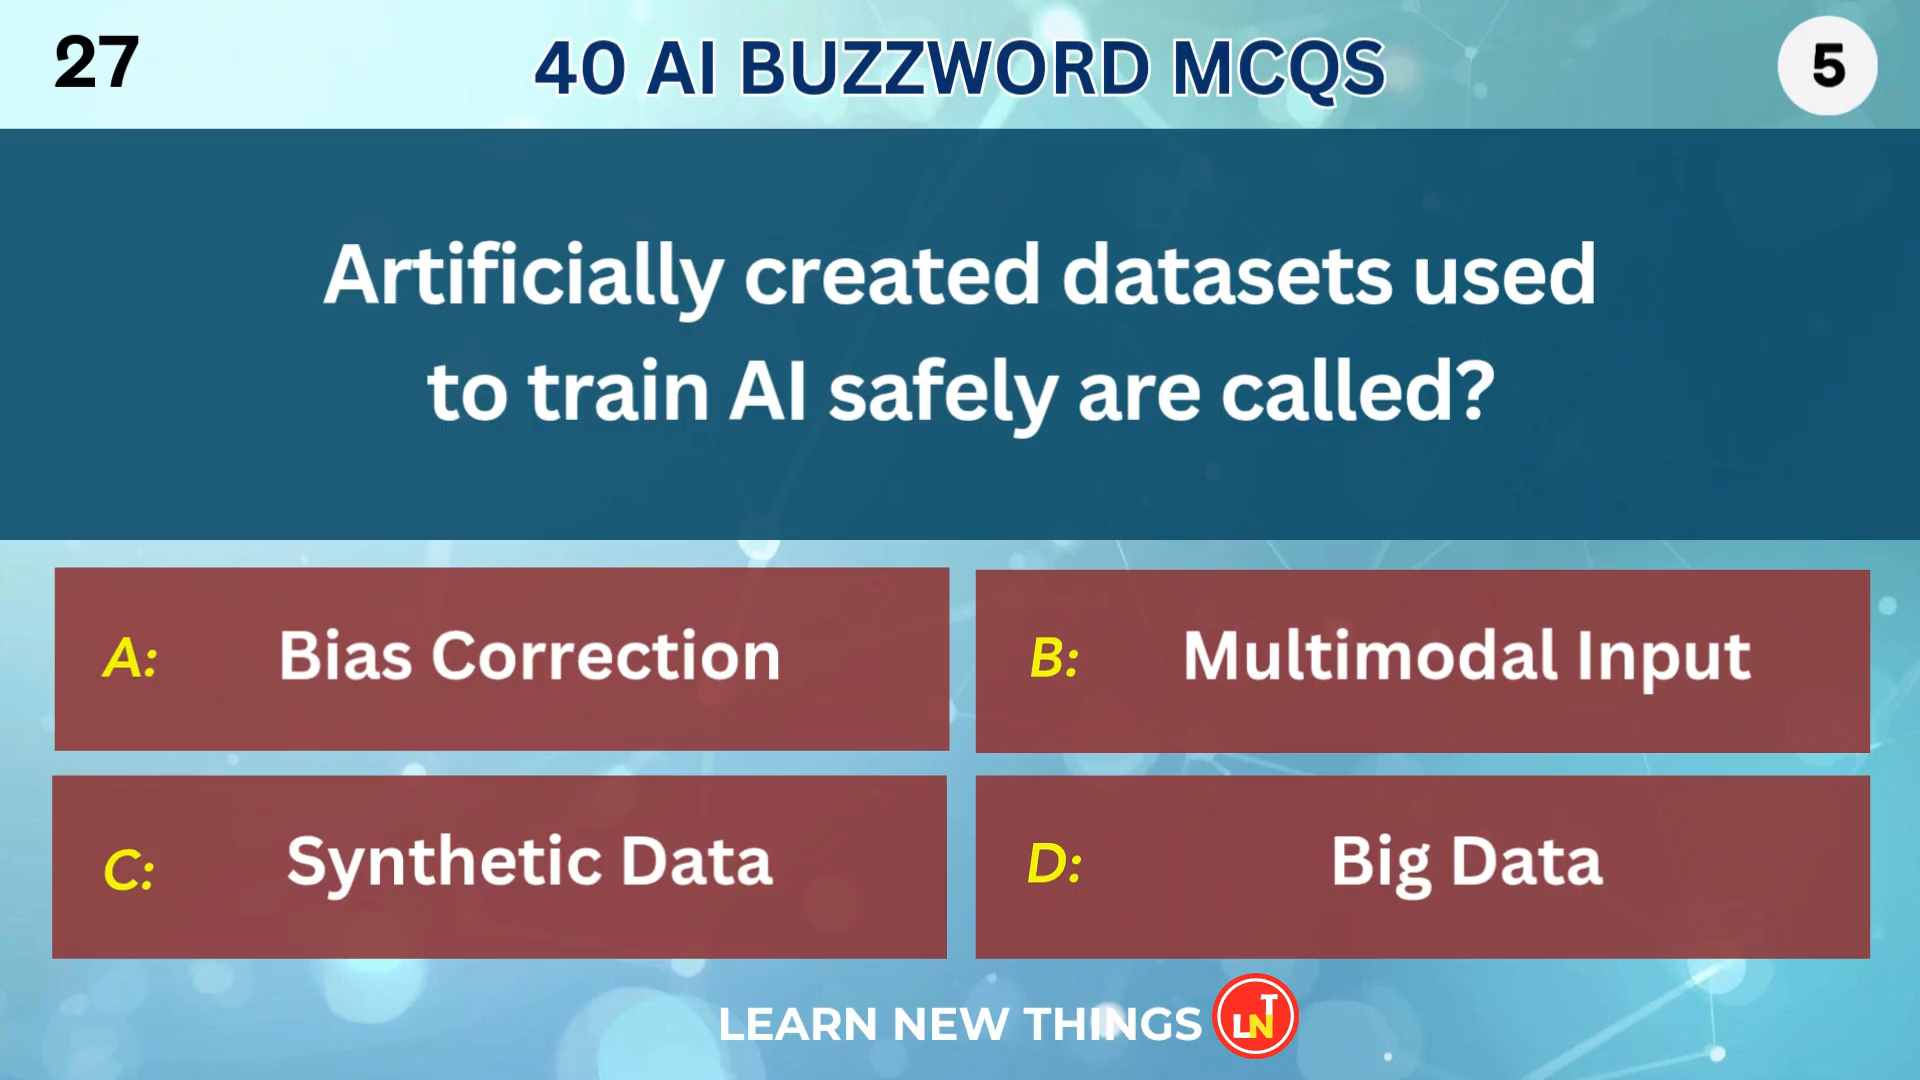 27
40 AI BUZZWORD MCQS
5
Artificially created datasets used
to train AI safely are called?
A: Bias Correction
B: Multimodal Input
C: Synthetic Data
D: Big Data
LEARN NEW THINGS
LNT